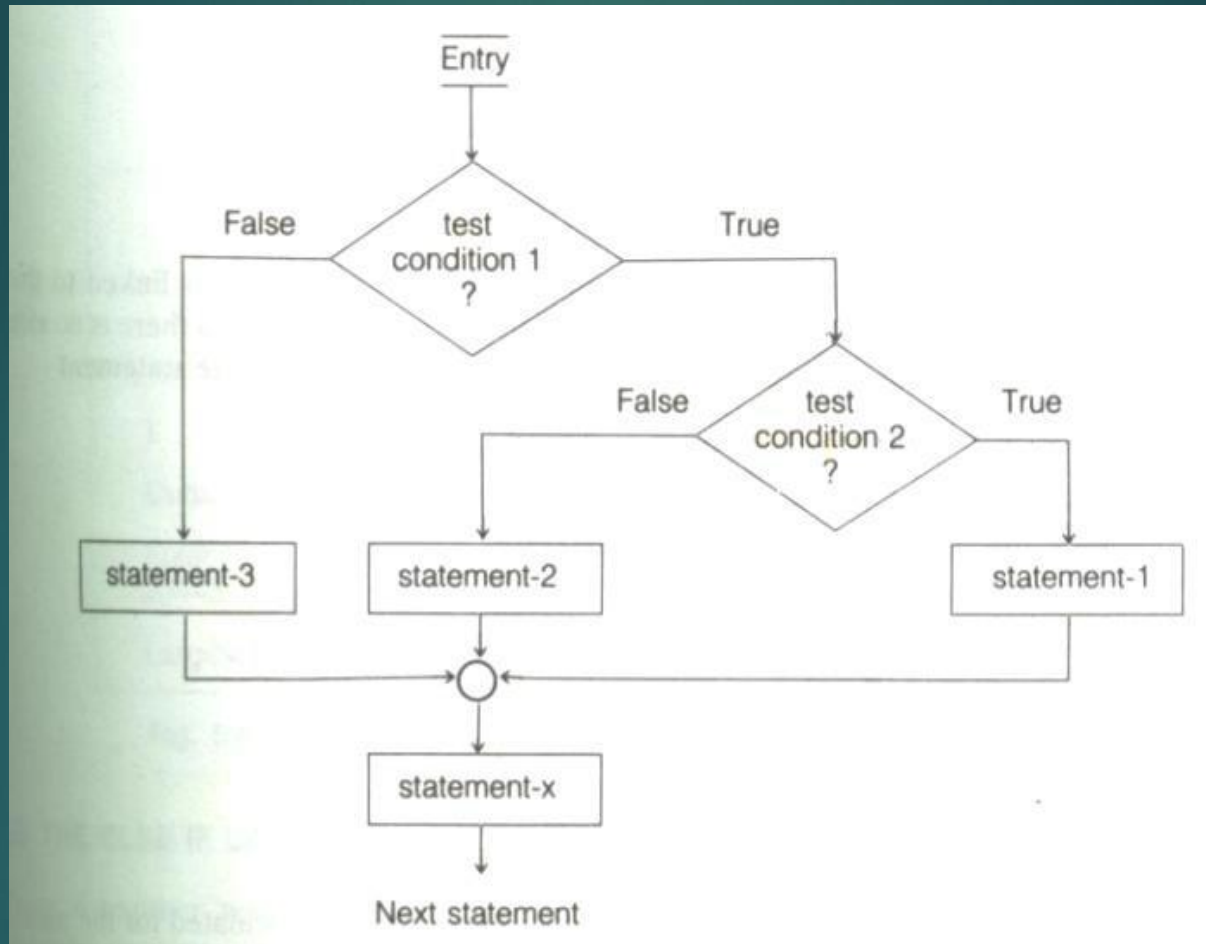 Entry
False
test
condition 1
?
True
False
test
condition 2
?
True
statement-3
statement-2
statement-1
statement-x
Next statement